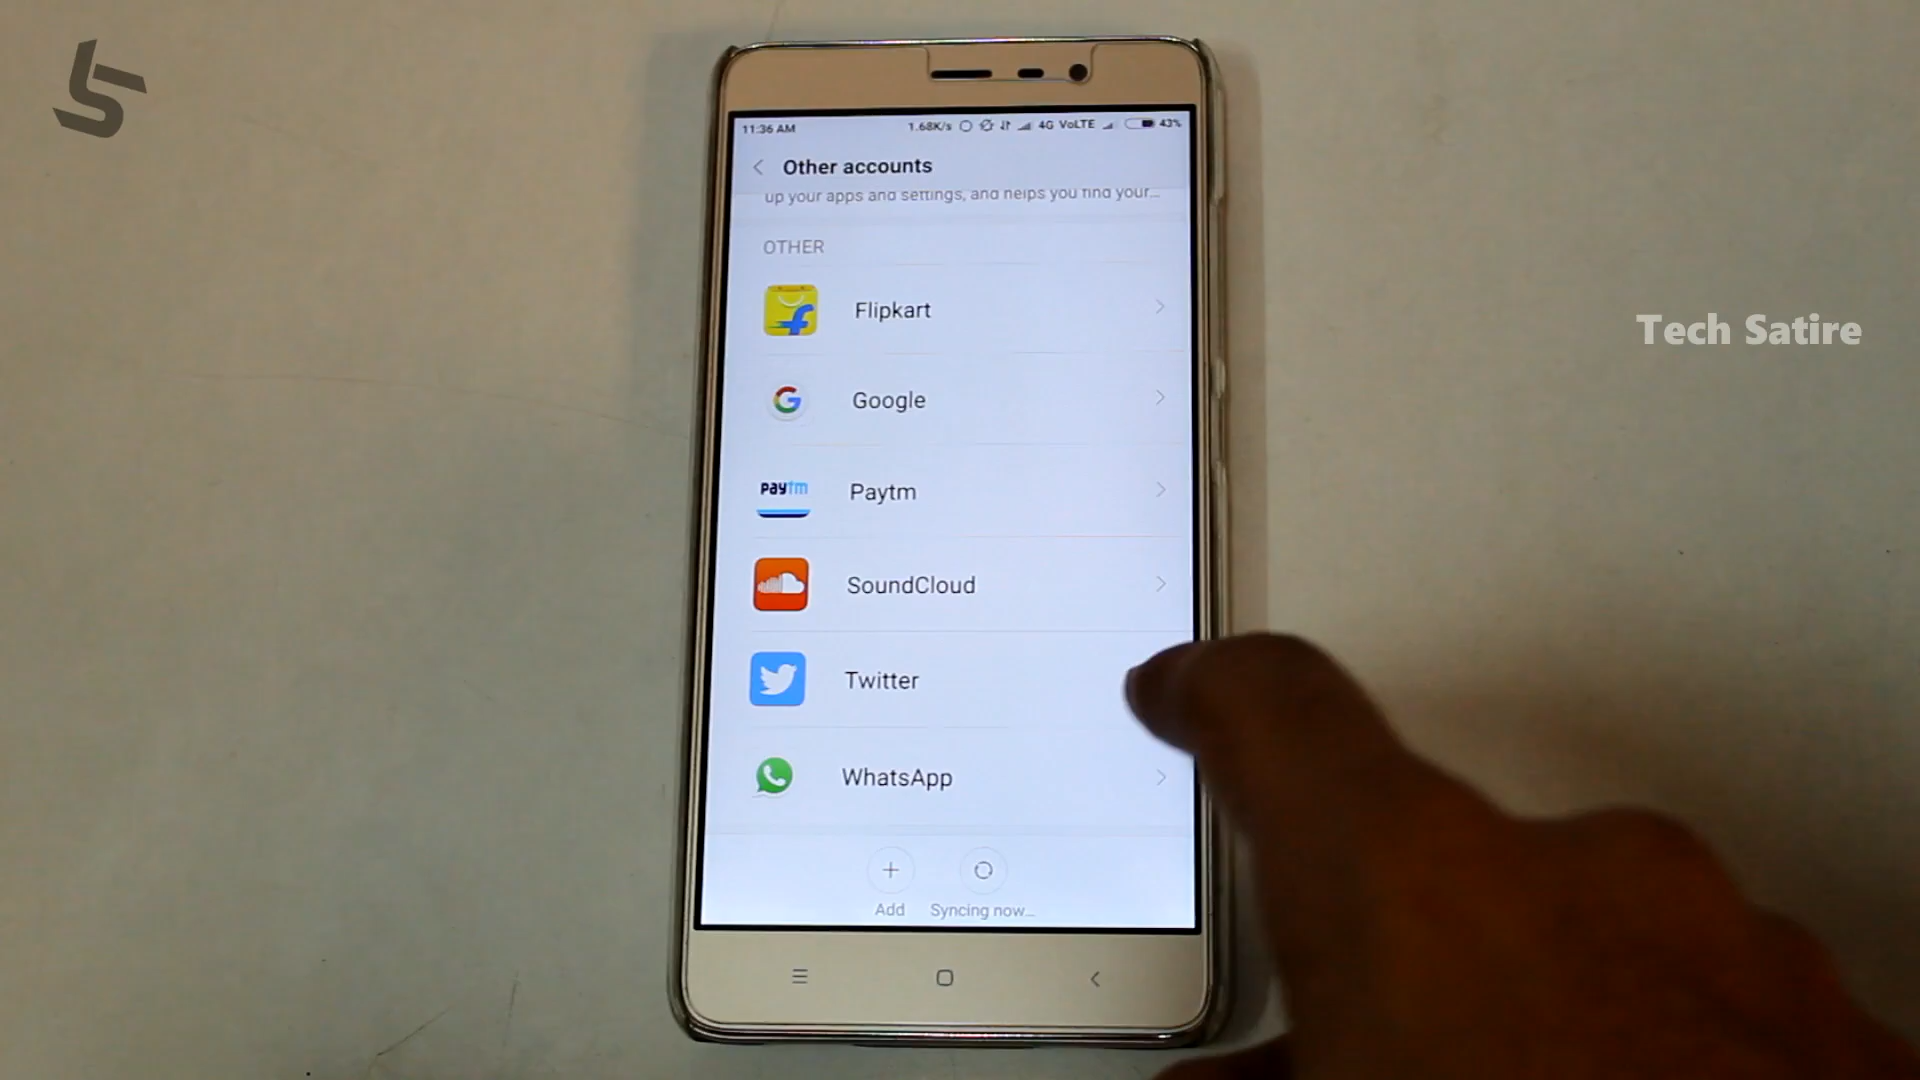 11:36 AM 1.68K/s 4G VoLTE 43%
Other accounts
up your apps and settings, and helps you find your...
OTHER
Flipkart
Google
paytm Paytm
SoundCloud
Twitter
WhatsApp
Add Syncing now...
Tech Satire